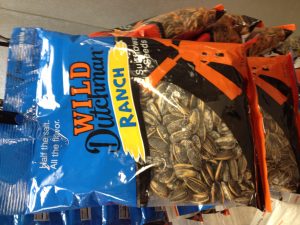 WILD
Dutchman
RANCH
Sunflower
Seeds
Half the salt.
All the flavor.